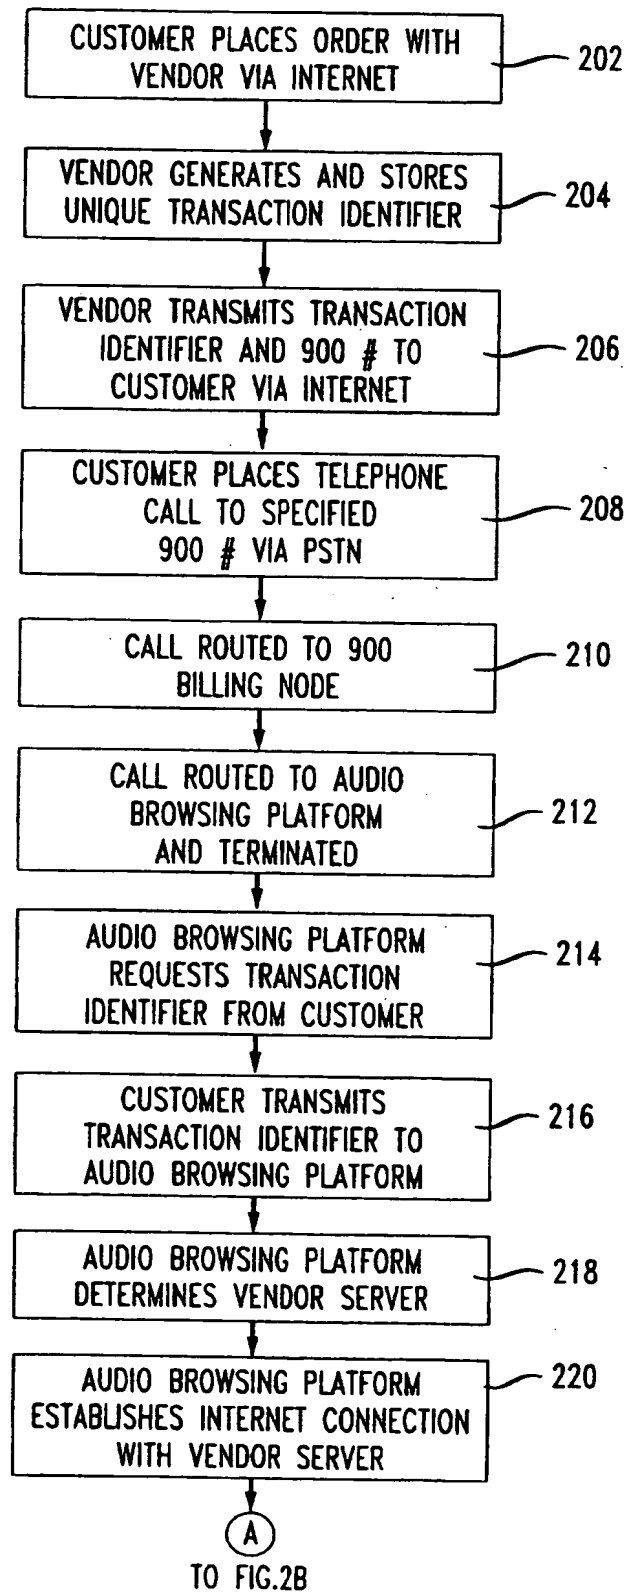 CUSTOMER PLACES ORDER WITH
VENDOR VIA INTERNET
202
VENDOR GENERATES AND STORES
UNIQUE TRANSACTION IDENTIFIER
204
VENDOR TRANSMITS TRANSACTION
IDENTIFIER AND 900 # TO
CUSTOMER VIA INTERNET
206
CUSTOMER PLACES TELEPHONE
CALL TO SPECIFIED
900 # VIA PSTN
208
CALL ROUTED TO 900
BILLING NODE
210
CALL ROUTED TO AUDIO
BROWSING PLATFORM
AND TERMINATED
212
AUDIO BROWSING PLATFORM
REQUESTS TRANSACTION
IDENTIFIER FROM CUSTOMER
214
CUSTOMER TRANSMITS
TRANSACTION IDENTIFIER TO
AUDIO BROWSING PLATFORM
216
AUDIO BROWSING PLATFORM
DETERMINES VENDOR SERVER
218
AUDIO BROWSING PLATFORM
ESTABLISHES INTERNET CONNECTION
WITH VENDOR SERVER
220
A
TO FIG.2B